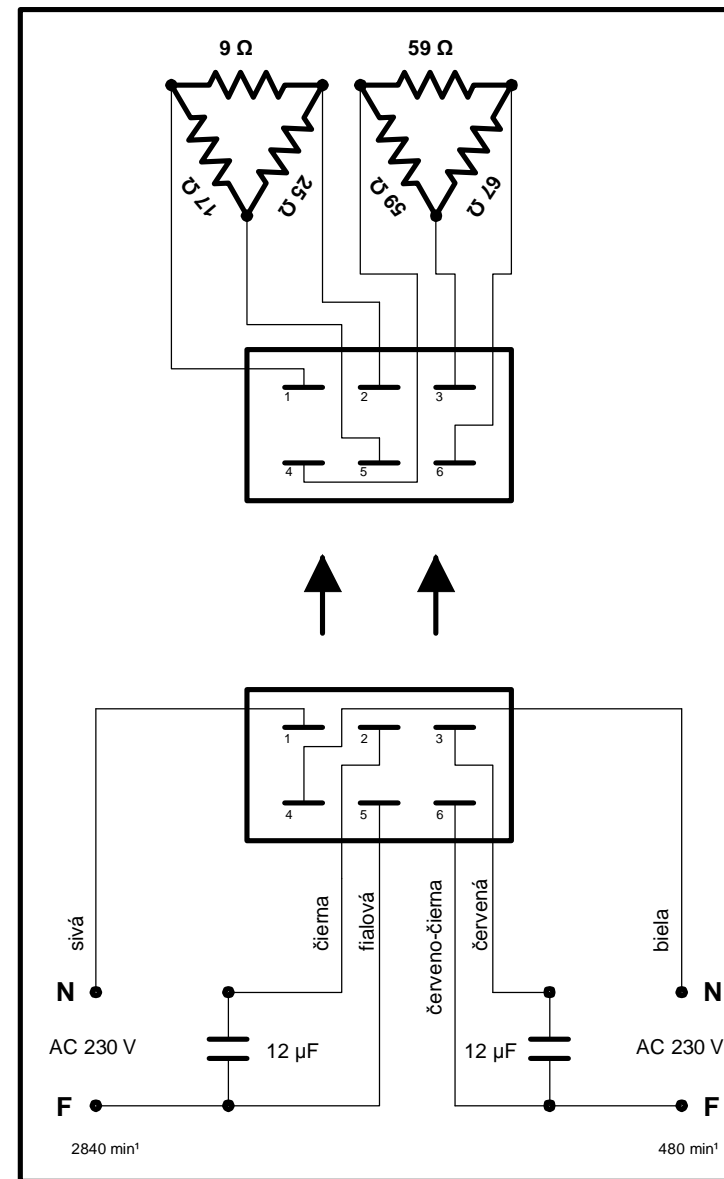 9 Ω
59 Ω
17 Ω
25 Ω
59 Ω
67 Ω
1
2
3
4
5
6
1
2
3
4
5
6
sivá
čierna
fialová
červeno-čierna
červená
biela
N
N
AC 230 V
12 µF
12 µF
AC 230 V
F
F
2840 min¹
480 min¹